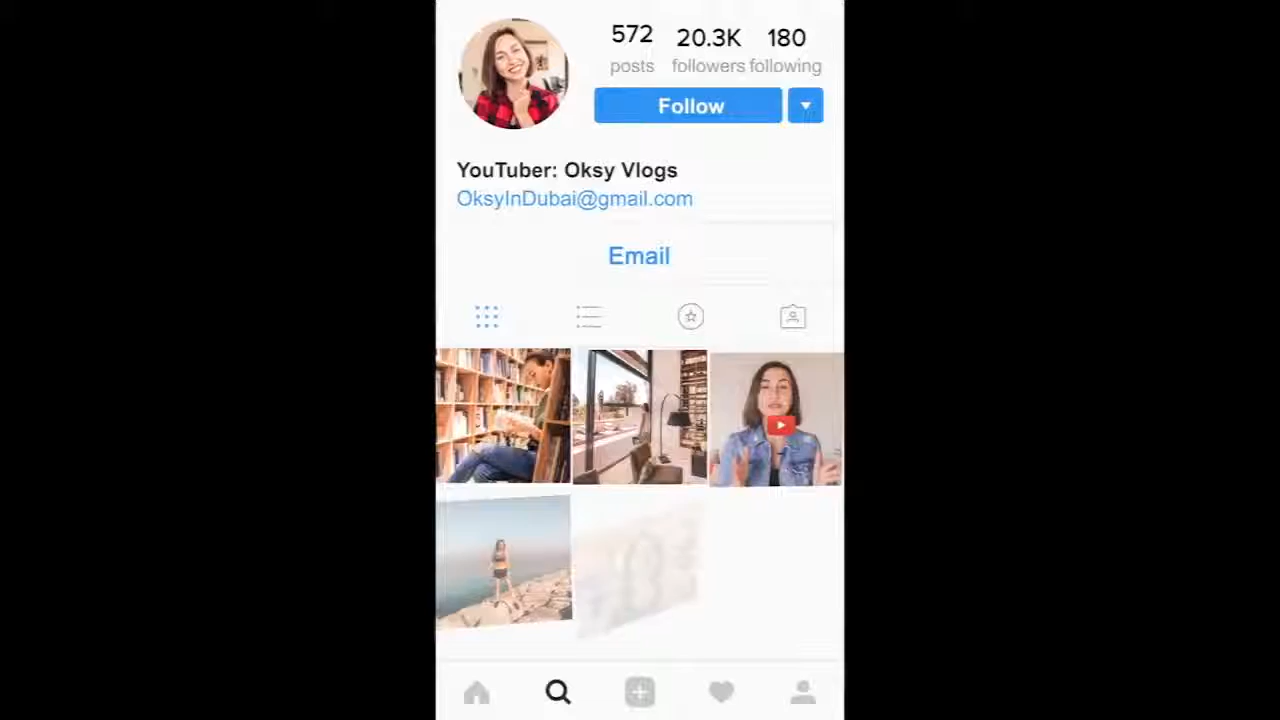 572 20.3K 180
posts followers following
Follow
YouTuber: Oksy Vlogs
OksyInDubai@gmail.com
Email